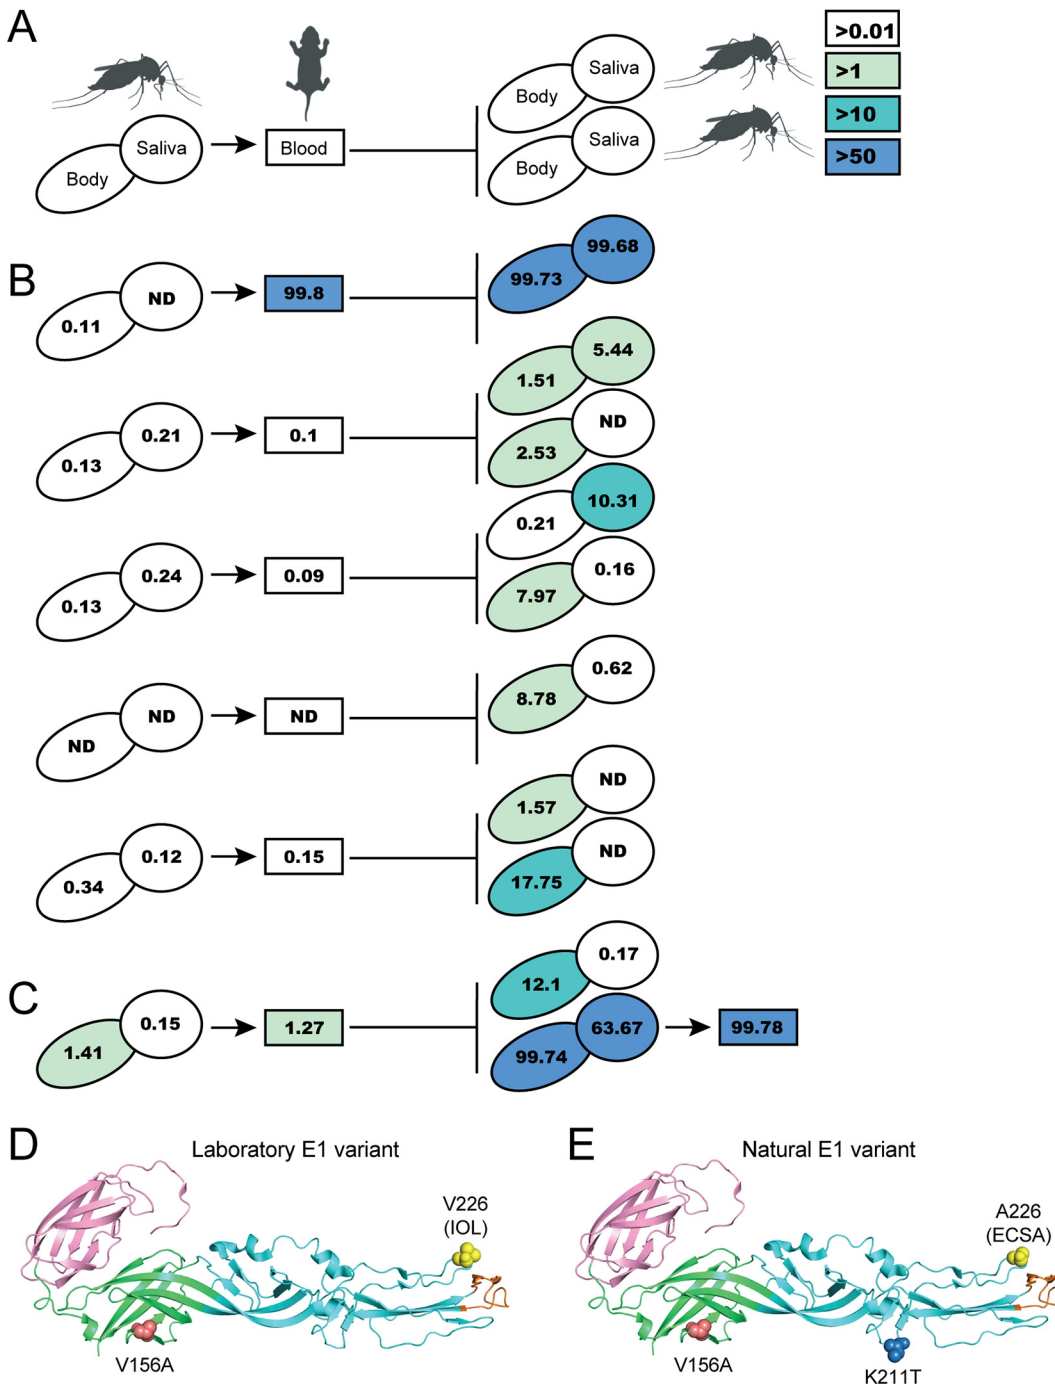 A
Body
Saliva
Blood
Body
Saliva
Body
Saliva
>0.01
>1
>10
>50
B
0.11
ND
99.8
99.73
99.68
0.13
0.21
0.1
1.51
5.44
2.53
ND
0.13
0.24
0.09
0.21
10.31
7.97
0.16
ND
ND
ND
8.78
0.62
0.34
0.12
0.15
1.57
ND
17.75
ND
C
1.41
0.15
1.27
12.1
0.17
99.74
63.67
99.78
D
Laboratory E1 variant
V226
(IOL)
V156A
E
Natural E1 variant
A226
(ECSA)
V156A
K211T